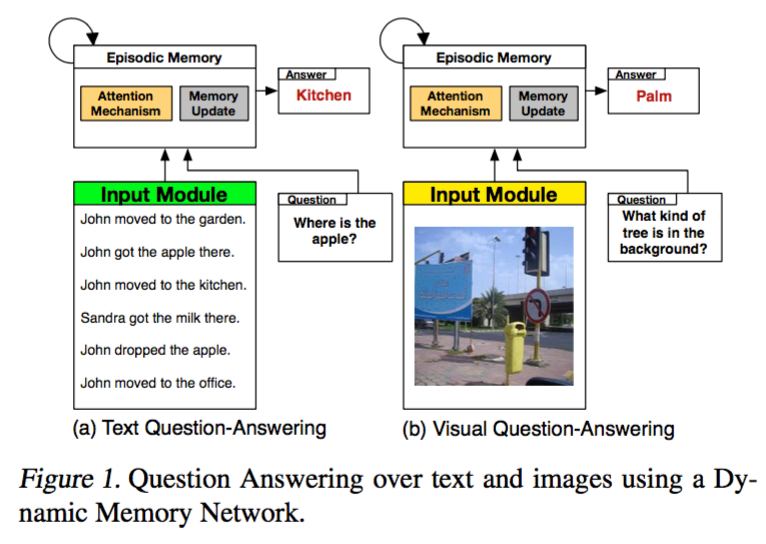 Episodic Memory
Attention
Mechanism
Memory
Update
Answer
Kitchen
Input Module
John moved to the garden.
John got the apple there.
John moved to the kitchen.
Sandra got the milk there.
John dropped the apple.
John moved to the office.
Question
Where is the
apple?
(a) Text Question-Answering
Episodic Memory
Attention
Mechanism
Memory
Update
Answer
Palm
Input Module
Question
What kind of
tree is in the
background?
(b) Visual Question-Answering
Figure 1. Question Answering over text and images using a Dy-
namic Memory Network.